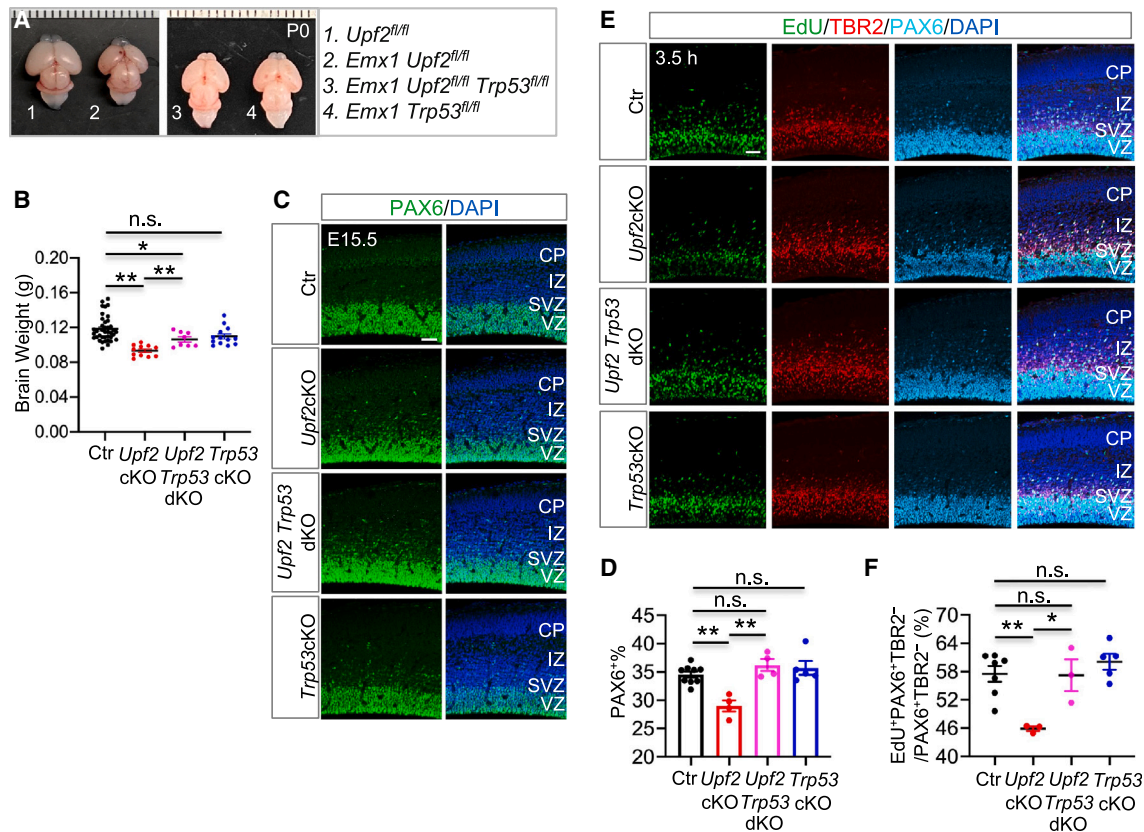 A
P0
1
2
3
4
1. Upf2fl/fl
2. Emx1 Upf2fl/fl
3. Emx1 Upf2fl/fl Trp53fl/fl
4. Emx1 Trp53fl/fl
B
n.s.
*
** **
Brain Weight (g)
0.20
0.16
0.12
0.08
0.04
0.00
Ctr Upf2 Upf2 Trp53
cKO Trp53 cKO
dKO
C
PAX6/DAPI
E15.5
Ctr
CP
IZ
SVZ
VZ
Upf2cKO
CP
IZ
SVZ
VZ
Upf2 Trp53
dKO
CP
IZ
SVZ
VZ
Trp53cKO
CP
IZ
SVZ
VZ
E
EdU/TBR2/PAX6/DAPI
3.5 h
Ctr
CP
IZ
SVZ
VZ
Upf2cKO
CP
IZ
SVZ
VZ
Upf2 Trp53
dKO
CP
IZ
SVZ
VZ
Trp53cKO
CP
IZ
SVZ
VZ
D
n.s.
n.s.
** **
PAX6+%
45
40
35
30
25
20
Ctr Upf2 Upf2 Trp53
cKO Trp53 cKO
dKO
F
n.s.
n.s.
** *
EdU+PAX6+TBR2−
/PAX6+TBR2− (%)
70
64
58
52
46
40
Ctr Upf2 Upf2 Trp53
cKO Trp53 cKO
dKO